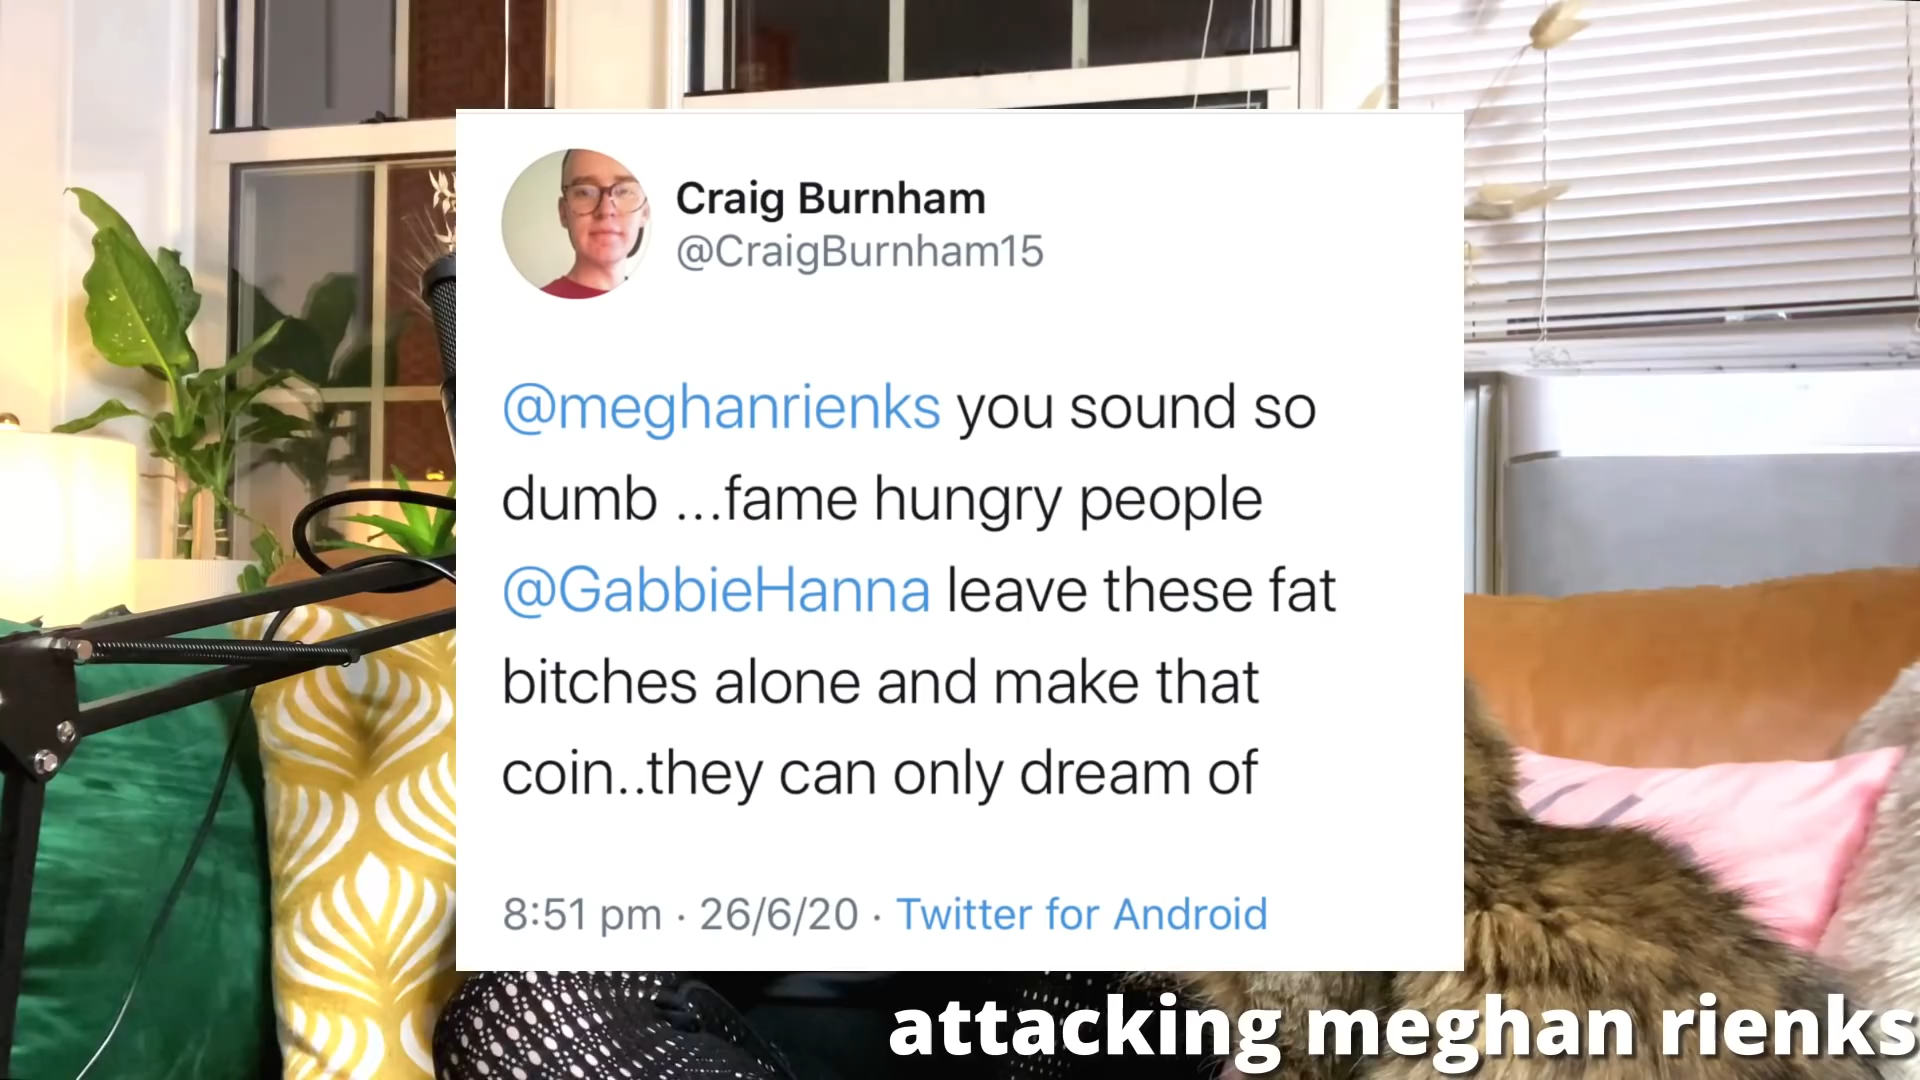 Craig Burnham
@CraigBurnham15
@meghanrienks you sound so
dumb ...fame hungry people
@GabbieHanna leave these fat
bitches alone and make that
coin..they can only dream of
8:51 pm · 26/6/20 · Twitter for Android
attacking meghan rienks